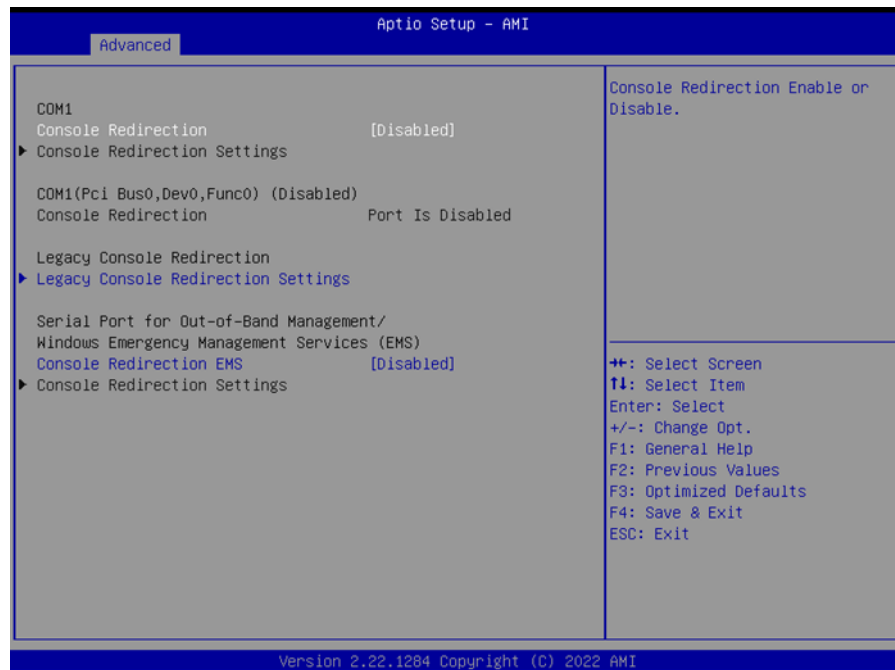 Aptio Setup – AMI
Advanced
COM1
Console Redirection [Disabled]
▶ Console Redirection Settings
COM1(Pci Bus0,Dev0,Func0) (Disabled)
Console Redirection Port Is Disabled
Legacy Console Redirection
▶ Legacy Console Redirection Settings
Serial Port for Out-of-Band Management/
Windows Emergency Management Services (EMS)
Console Redirection EMS [Disabled]
▶ Console Redirection Settings
Console Redirection Enable or
Disable.
→←: Select Screen
↑↓: Select Item
Enter: Select
+/-: Change Opt.
F1: General Help
F2: Previous Values
F3: Optimized Defaults
F4: Save & Exit
ESC: Exit
Version 2.22.1284 Copyright (C) 2022 AMI